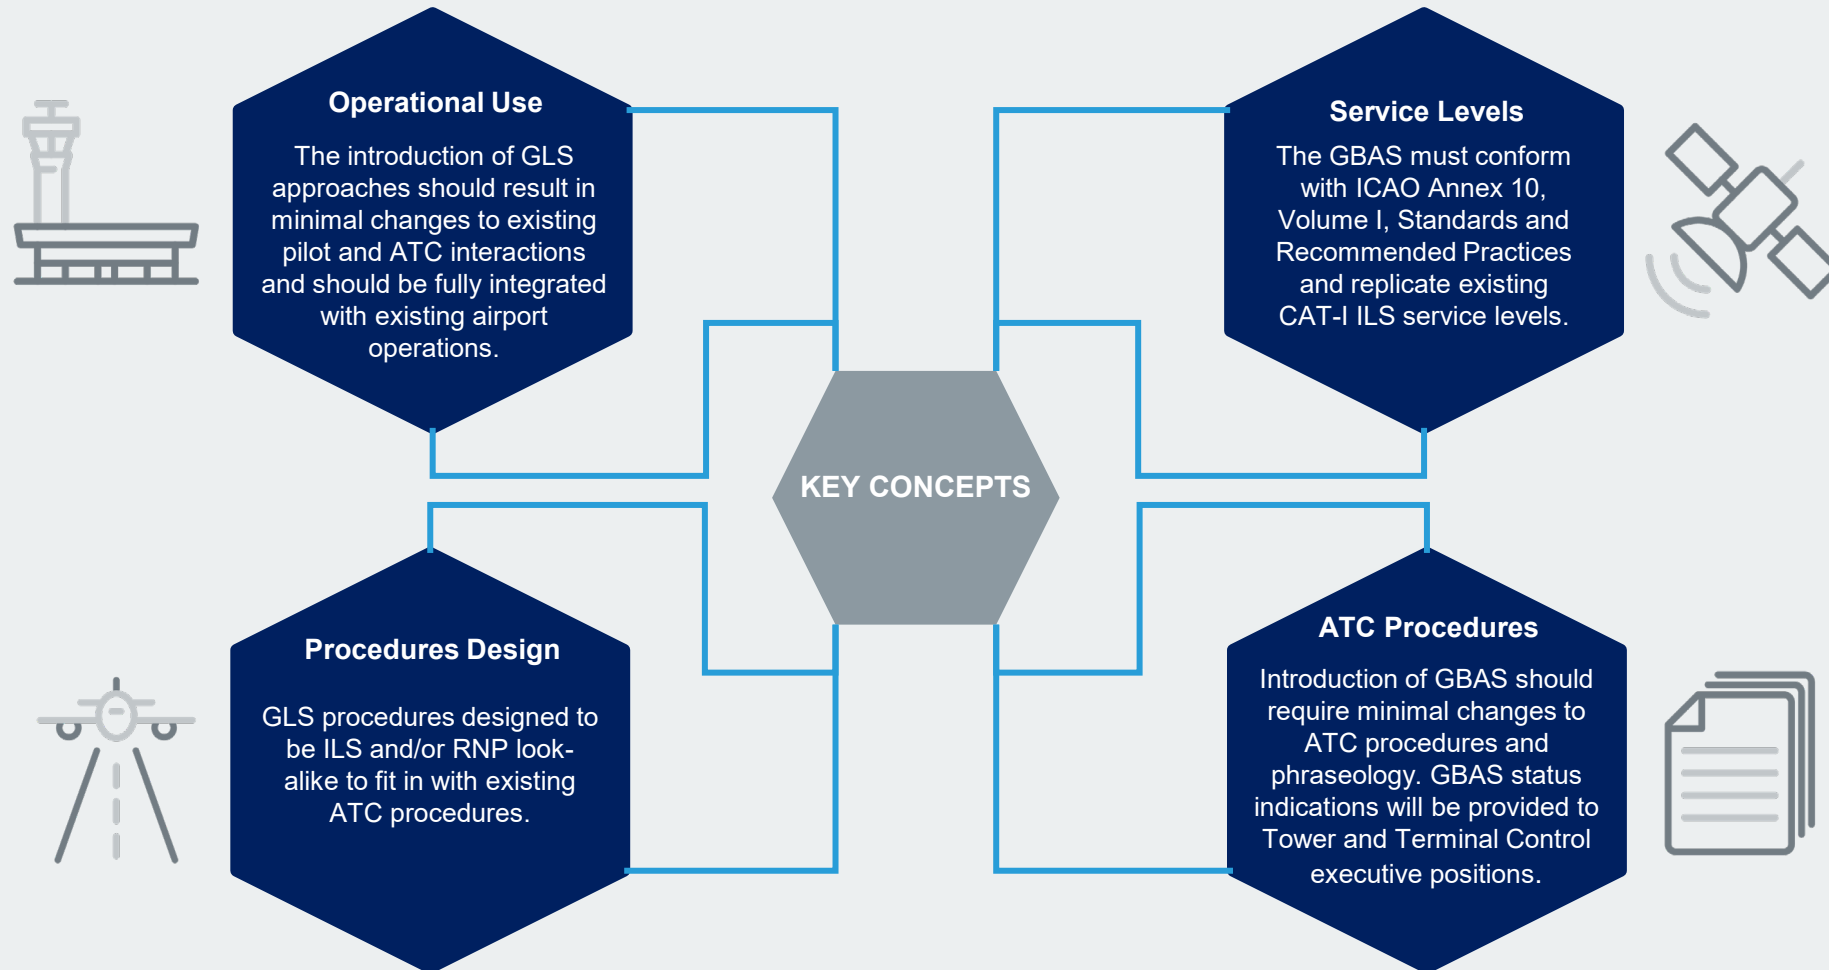 Operational Use
The introduction of GLS
approaches should result in
minimal changes to existing
pilot and ATC interactions
and should be fully integrated
with existing airport
operations.
Service Levels
The GBAS must conform
with ICAO Annex 10,
Volume I, Standards and
Recommended Practices
and replicate existing
CAT-I ILS service levels.
KEY CONCEPTS
Procedures Design
GLS procedures designed to
be ILS and/or RNP look-
alike to fit in with existing
ATC procedures.
ATC Procedures
Introduction of GBAS should
require minimal changes to
ATC procedures and
phraseology. GBAS status
indications will be provided to
Tower and Terminal Control
executive positions.